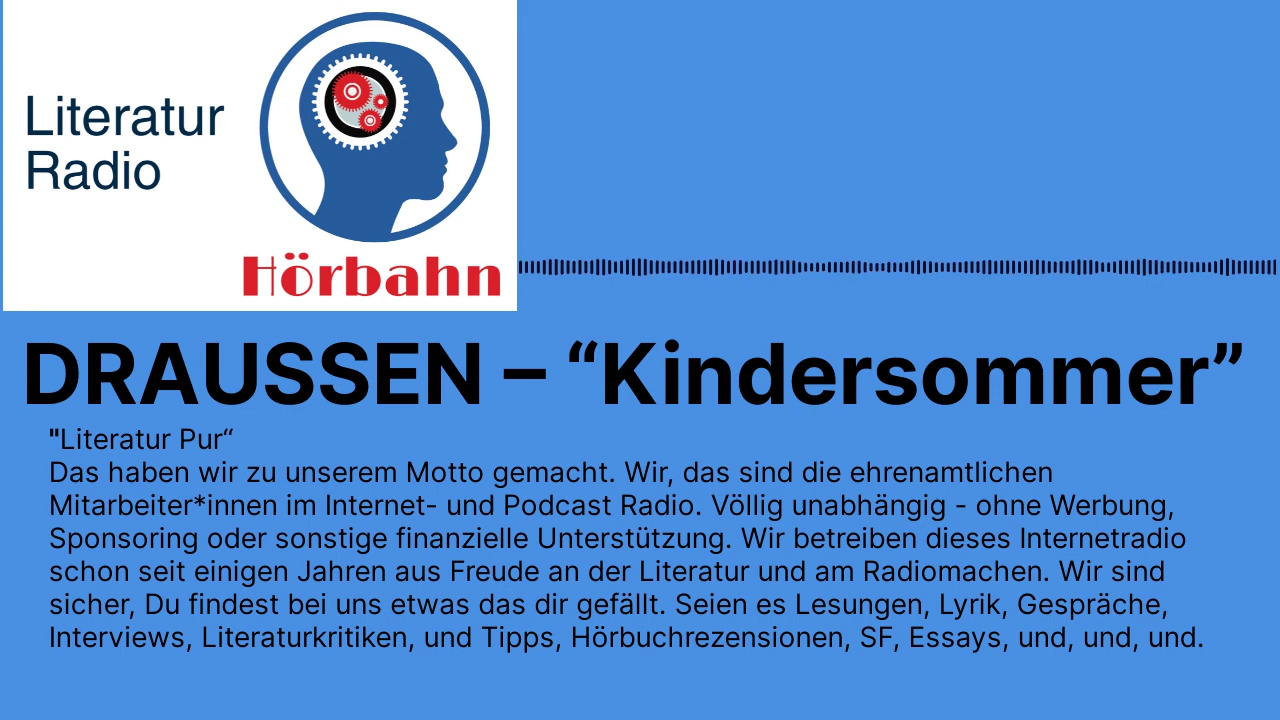 Literatur
Radio
Hörbahn
DRAUSSEN – “Kindersommer”
"Literatur Pur“
Das haben wir zu unserem Motto gemacht. Wir, das sind die ehrenamtlichen
Mitarbeiter*innen im Internet- und Podcast Radio. Völlig unabhängig - ohne Werbung,
Sponsoring oder sonstige finanzielle Unterstützung. Wir betreiben dieses Internetradio
schon seit einigen Jahren aus Freude an der Literatur und am Radiomachen. Wir sind
sicher, Du findest bei uns etwas das dir gefällt. Seien es Lesungen, Lyrik, Gespräche,
Interviews, Literaturkritiken, und Tipps, Hörbuchrezensionen, SF, Essays, und, und, und.